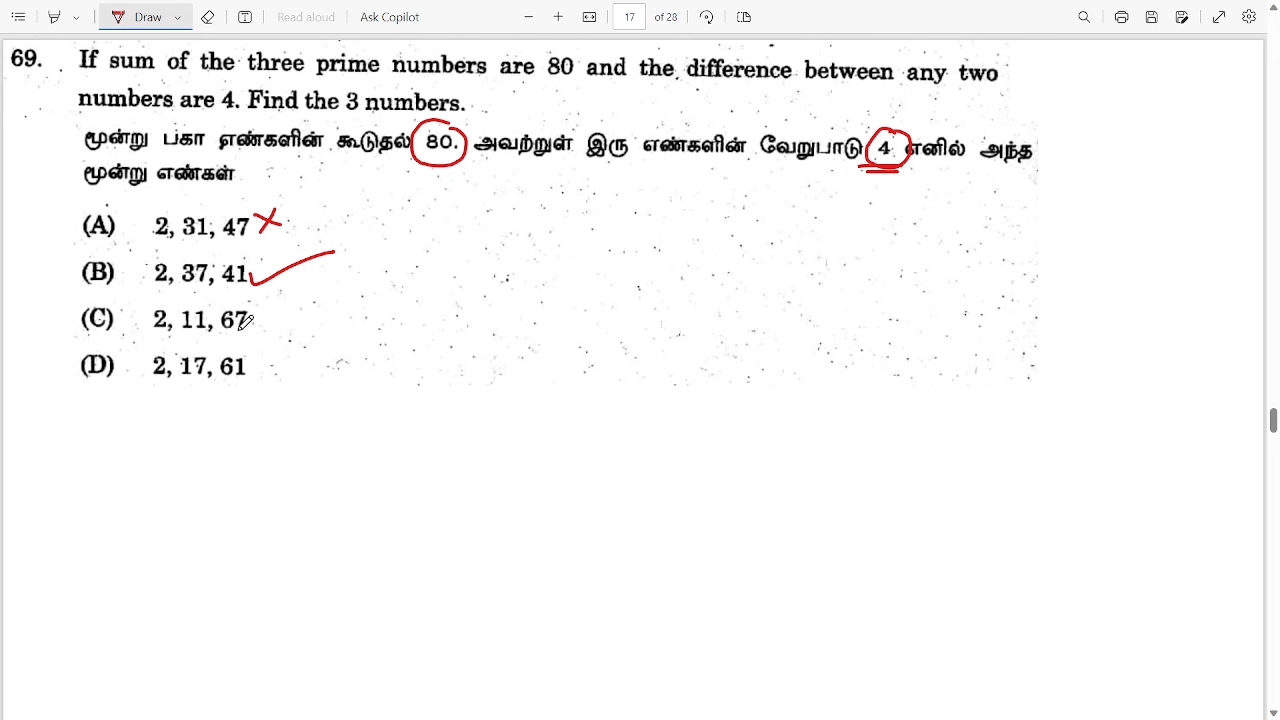 Draw
Read aloud
Ask Copilot
17 of 28
69. If sum of the three prime numbers are 80 and the difference between any two
numbers are 4. Find the 3 numbers.
மூன்று பகா எண்களின் கூடுதல் 80. அவற்றுள் இரு எண்களின் வேறுபாடு 4 எனில் அந்த
மூன்று எண்கள்
(A) 2, 31, 47
(B) 2, 37, 41
(C) 2, 11, 67
(D) 2, 17, 61